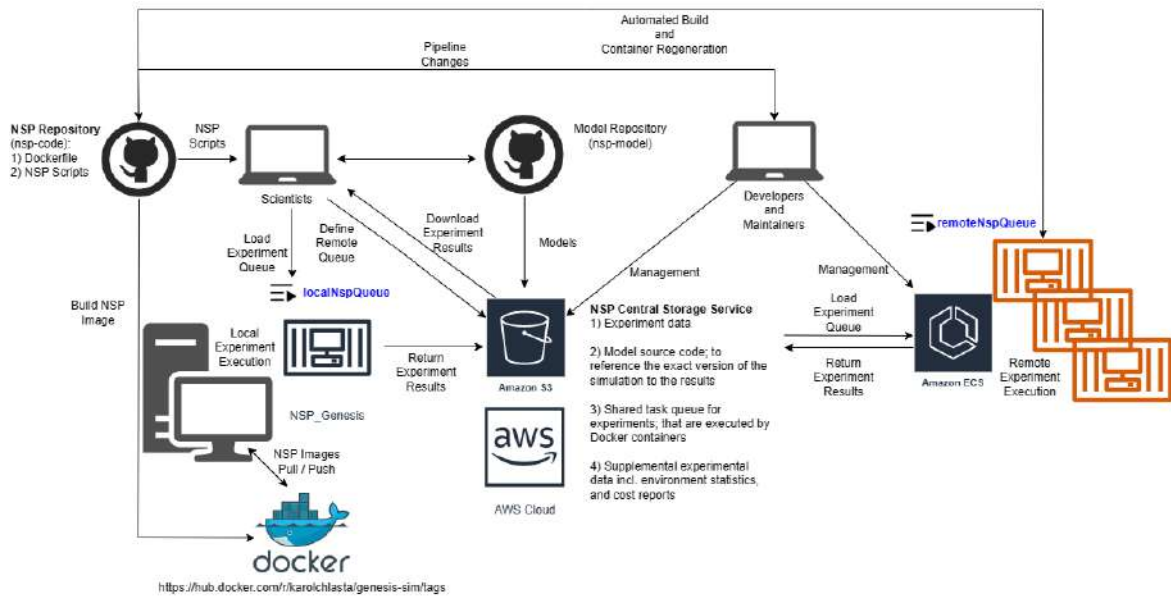 Automated Build
and
Container Regeneration
Pipeline
Changes
NSP Repository
(nsp-code):
1) Dockerfile
2) NSP Scripts
NSP
Scripts
Model Repository
(nsp-model)
Scientists
Developers
and
Maintainers
remoteNspQueue
Load
Experiment
Queue
Define
Remote
Queue
Download
Experiment
Results
Models
Management
Management
localNspQueue
Build NSP
Image
Local
Experiment
Execution
Return
Experiment
Results
Amazon S3
NSP Central Storage Service
1) Experiment data
2) Model source code; to
reference the exact version of the
simulation to the results
3) Shared task queue for
experiments; that are executed by
Docker containers
4) Supplemental experimental
data incl. environment statistics,
and cost reports
Load
Experiment
Queue
Return
Experiment
Results
Amazon ECS
Remote
Experiment
Execution
NSP_Genesis
NSP Images
Pull / Push
aws
AWS Cloud
docker
https://hub.docker.com/r/karolchlasta/genesis-sim/tags